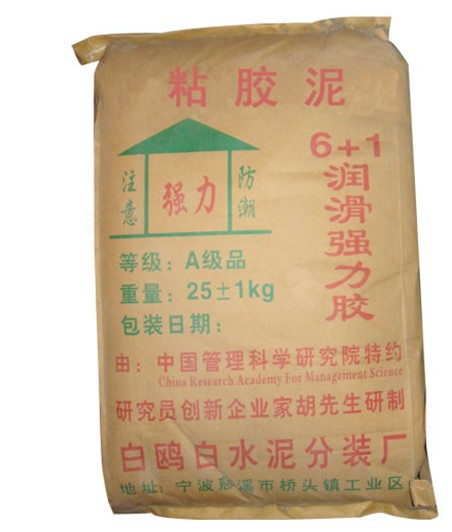 粘胶泥
6+1
润滑强力胶
注意
强力
防潮
等级：A级品
重量：25±1kg
包装日期：
由：中国管理科学研究院特约
China Research Academy For Management Science
研究员创新企业家胡先生研制
白鸥白水泥分装厂
地址：宁波慈溪市桥头镇工业区